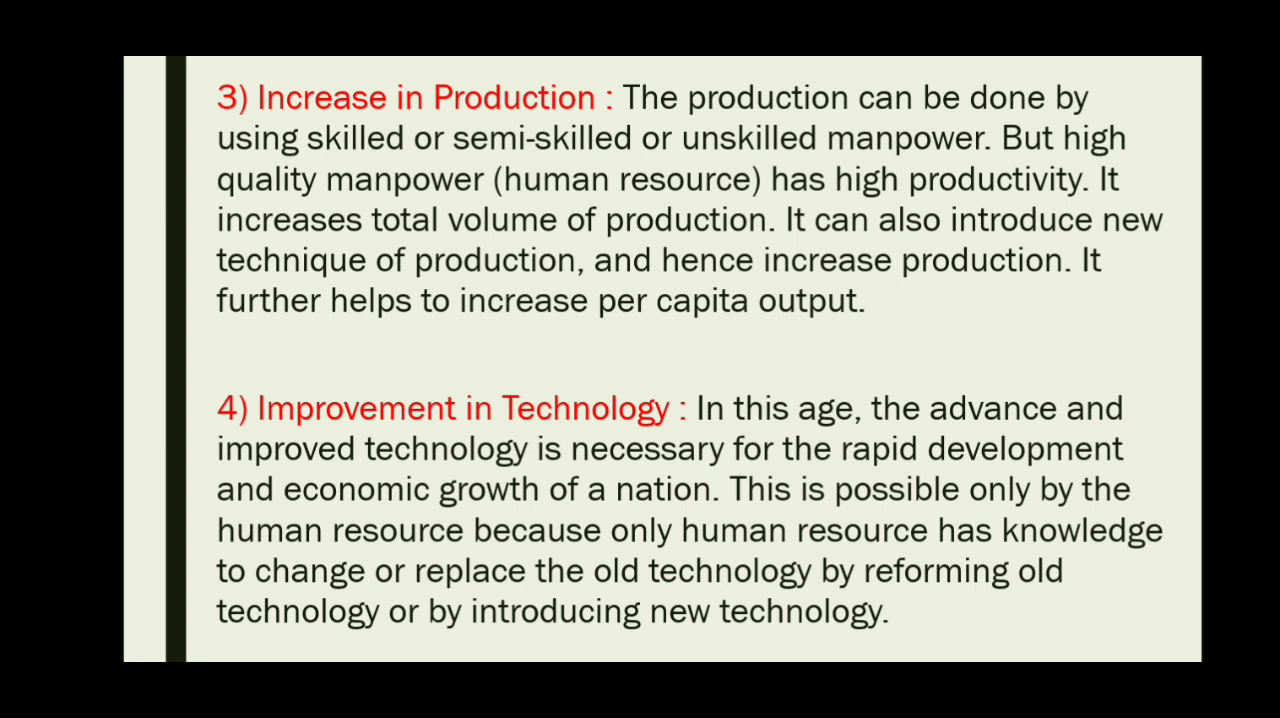 3) Increase in Production : The production can be done by
using skilled or semi-skilled or unskilled manpower. But high
quality manpower (human resource) has high productivity. It
increases total volume of production. It can also introduce new
technique of production, and hence increase production. It
further helps to increase per capita output.
4) Improvement in Technology : In this age, the advance and
improved technology is necessary for the rapid development
and economic growth of a nation. This is possible only by the
human resource because only human resource has knowledge
to change or replace the old technology by reforming old
technology or by introducing new technology.